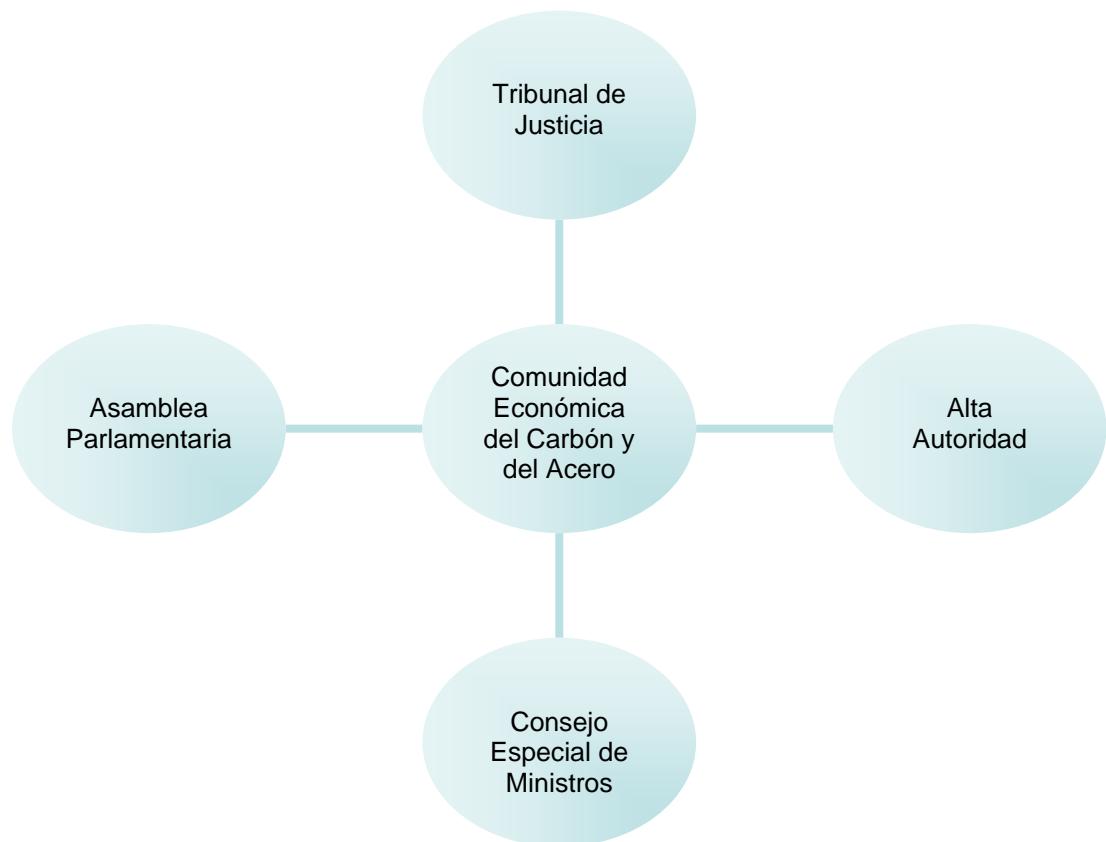 Tribunal de
Justicia
Asamblea
Parlamentaria
Comunidad
Económica
del Carbón y
del Acero
Alta
Autoridad
Consejo
Especial de
Ministros